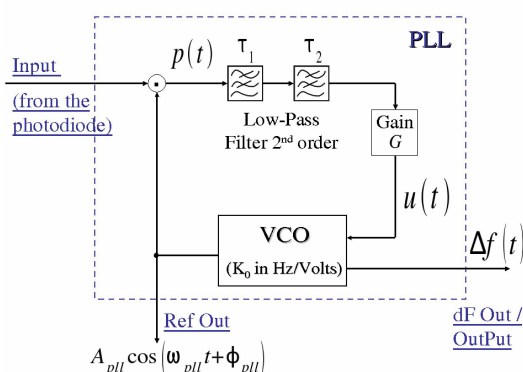 PLL
Input
(from the
photodiode)
p(t)
τ1
τ2
Low-Pass
Filter 2nd order
Gain
G
u(t)
VCO
(K0 in Hz/Volts)
Δf(t)
Ref Out
dF Out /
OutPut
Apll cos(ωpll t+ϕpll)